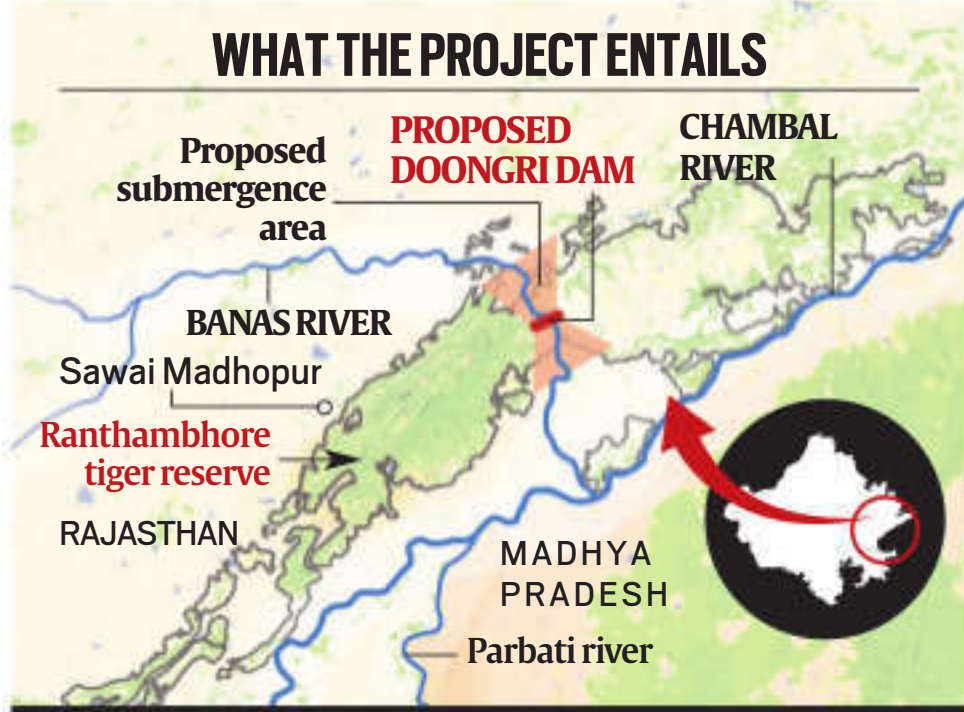 WHAT THE PROJECT ENTAILS
Proposed
submergence
area
PROPOSED
DOONGRI DAM
CHAMBAL
RIVER
BANAS RIVER
Sawai Madhopur
Ranthambhore
tiger reserve
RAJASTHAN
MADHYA
PRADESH
Parbati river